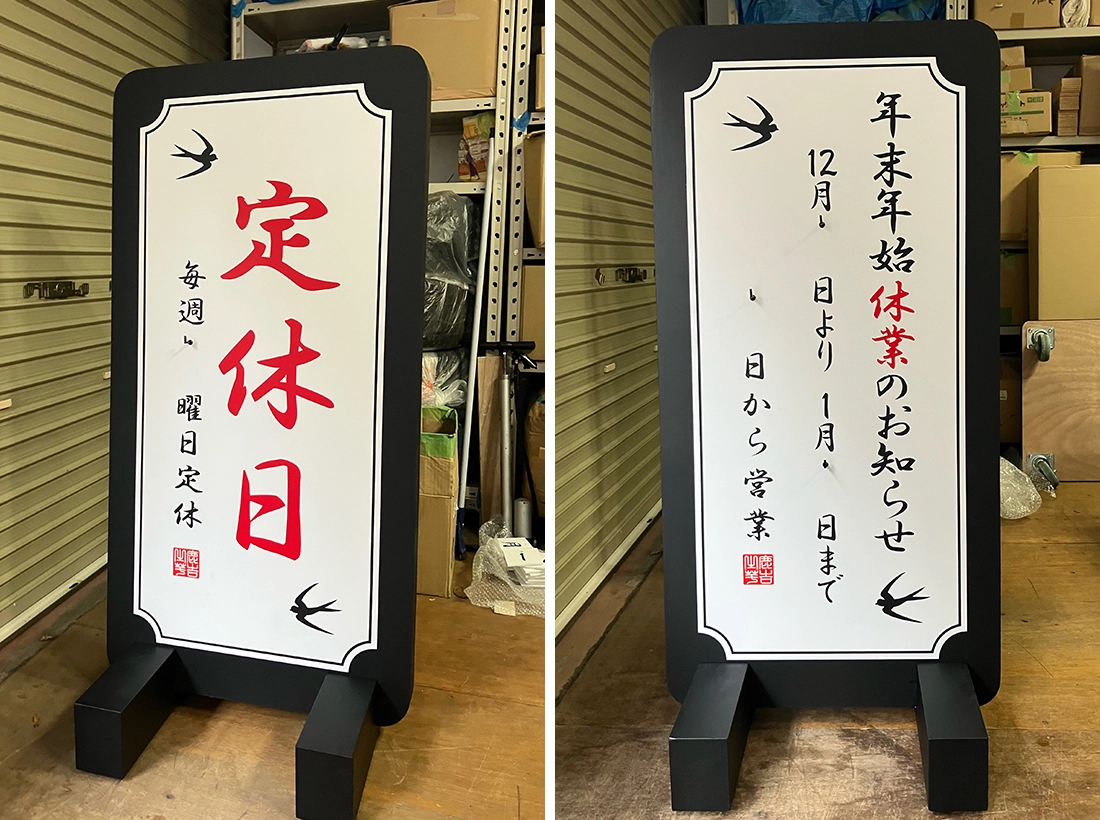 定休日
毎週 曜日定休
年末年始休業のお知らせ
12月 日より 1月 日まで
日から営業